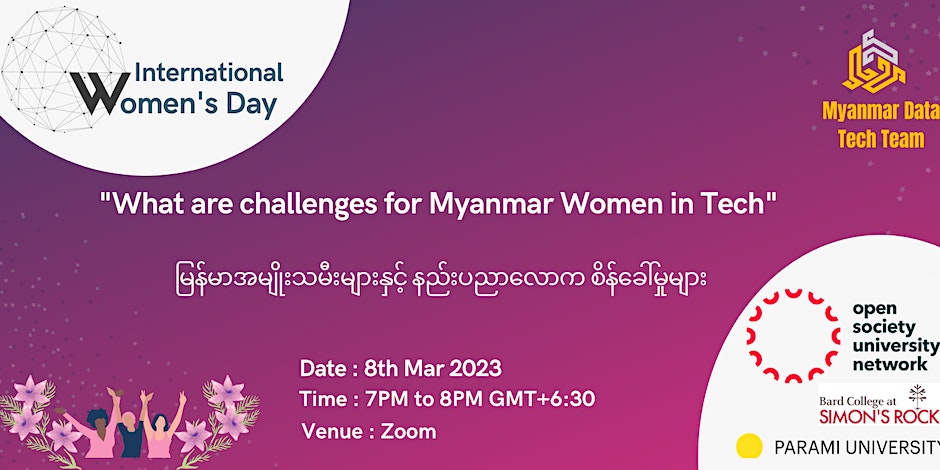 International
Women's Day
Myanmar Data
Tech Team
"What are challenges for Myanmar Women in Tech"
မြန်မာအမျိုးသမီးများနှင့် နည်းပညာလောက စိန်ခေါ်မှုများ
Date : 8th Mar 2023
Time : 7PM to 8PM GMT+6:30
Venue : Zoom
open
society
university
network
Bard College at
SIMON'S ROCK
PARAMI UNIVERSITY